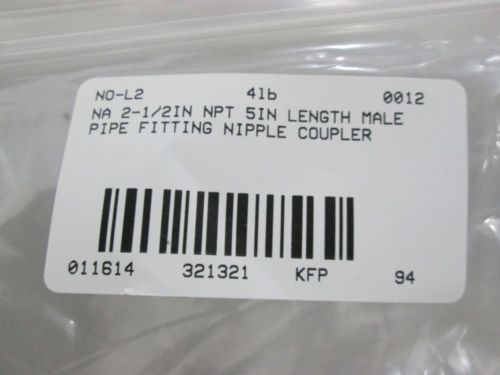 NO-L2 4lb 0012
NA 2-1/2IN NPT 5IN LENGTH MALE
PIPE FITTING NIPPLE COUPLER
011614 321321 KFP 94